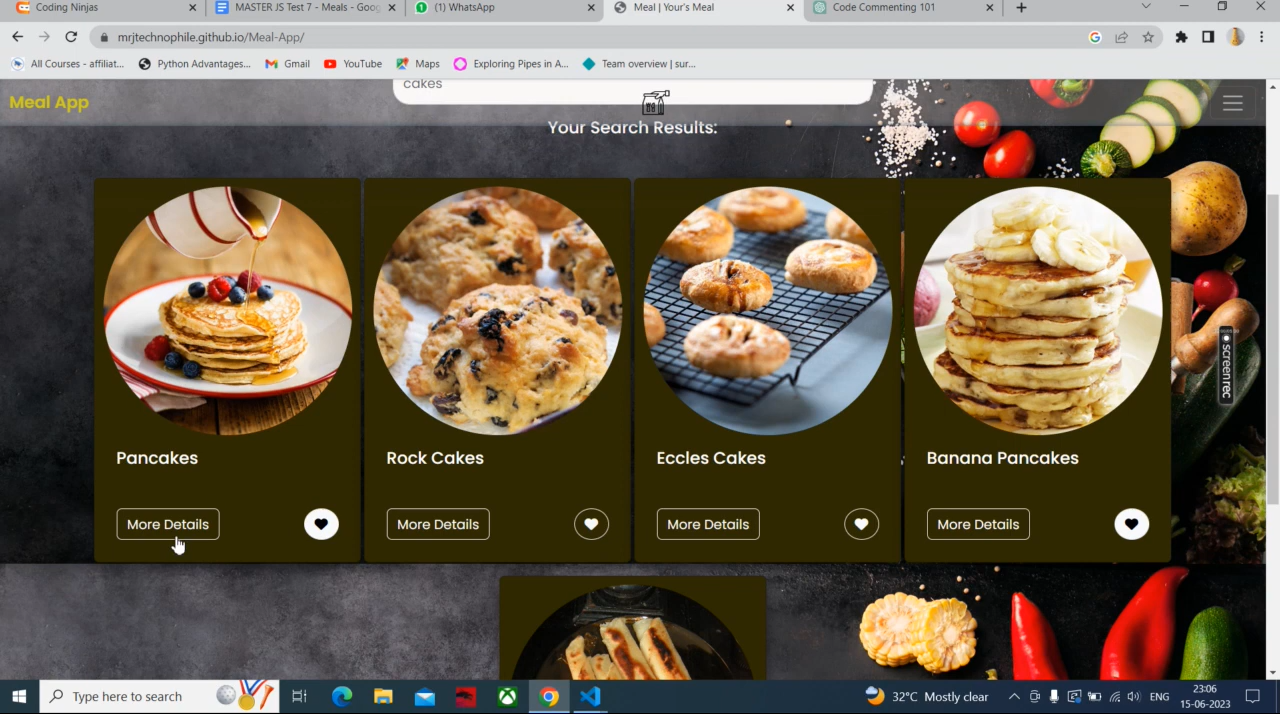 Coding Ninjas
MASTER JS Test 7 - Meals - Goog
(1) WhatsApp
Meal | Your's Meal
Code Commenting 101
mrjtechnophile.github.io/Meal-App/
All Courses - affiliat...
Python Advantages...
Gmail
YouTube
Maps
Exploring Pipes in A...
Team overview | sur...
cakes
Meal App
Your Search Results:
Pancakes
Rock Cakes
Eccles Cakes
Banana Pancakes
More Details
More Details
More Details
More Details
screenrec
Type here to search
32°C Mostly clear
ENG
23:06
15-06-2023